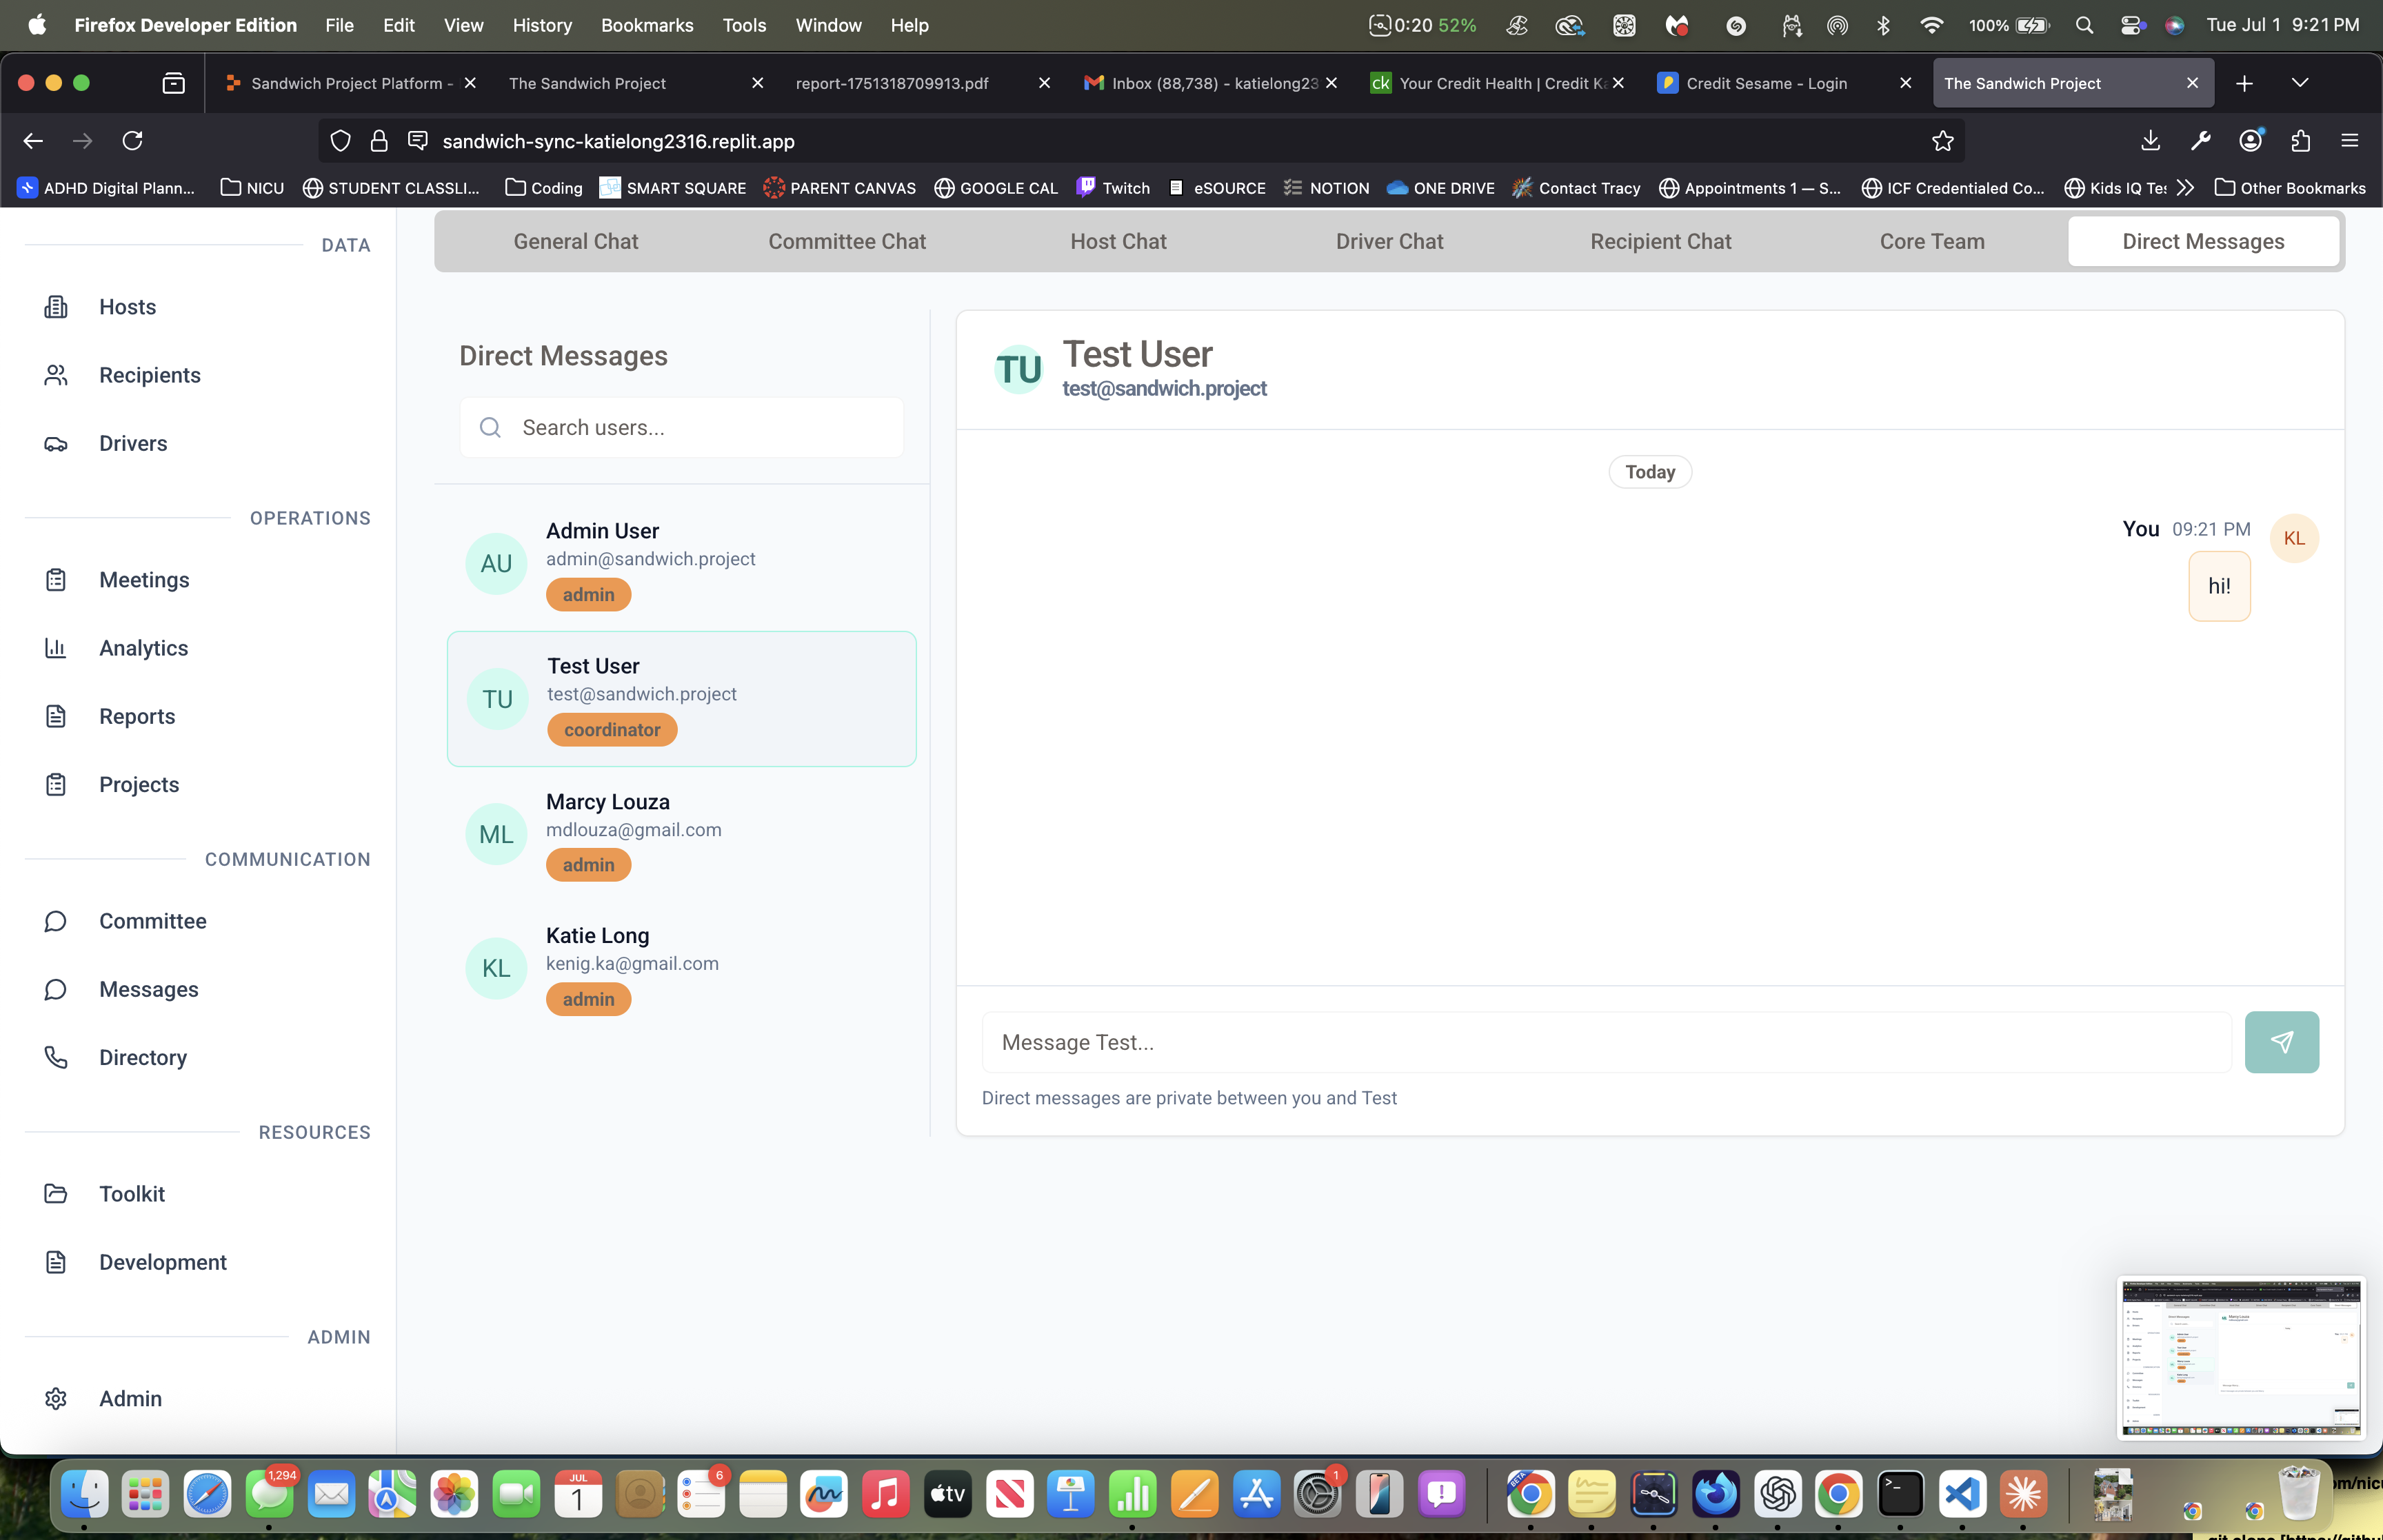 Firefox Developer Edition File Edit View History Bookmarks Tools Window Help 0:20 52% 100% Tue Jul 1 9:21 PM
Sandwich Project Platform - The Sandwich Project report-1751318709913.pdf Inbox (88,738) - katielong23 ck Your Credit Health | Credit Ka Credit Sesame - Login The Sandwich Project
sandwich-sync-katielong2316.replit.app
ADHD Digital Plann... NICU STUDENT CLASSLI... Coding SMART SQUARE PARENT CANVAS GOOGLE CAL Twitch eSOURCE NOTION ONE DRIVE Contact Tracy Appointments 1 — S... ICF Credentialed Co... Kids IQ Tes Other Bookmarks
DATA
Hosts
Recipients
Drivers
OPERATIONS
Meetings
Analytics
Reports
Projects
COMMUNICATION
Committee
Messages
Directory
RESOURCES
Toolkit
Development
ADMIN
Admin
General Chat Committee Chat Host Chat Driver Chat Recipient Chat Core Team Direct Messages
Direct Messages
Search users...
AU
Admin User
admin@sandwich.project
admin
TU
Test User
test@sandwich.project
coordinator
ML
Marcy Louza
mdlouza@gmail.com
admin
KL
Katie Long
kenig.ka@gmail.com
admin
TU
Test User
test@sandwich.project
Today
You 09:21 PM
KL
hi!
Message Test...
Direct messages are private between you and Test
1,294
JUL
1
6
tv
1
BETA